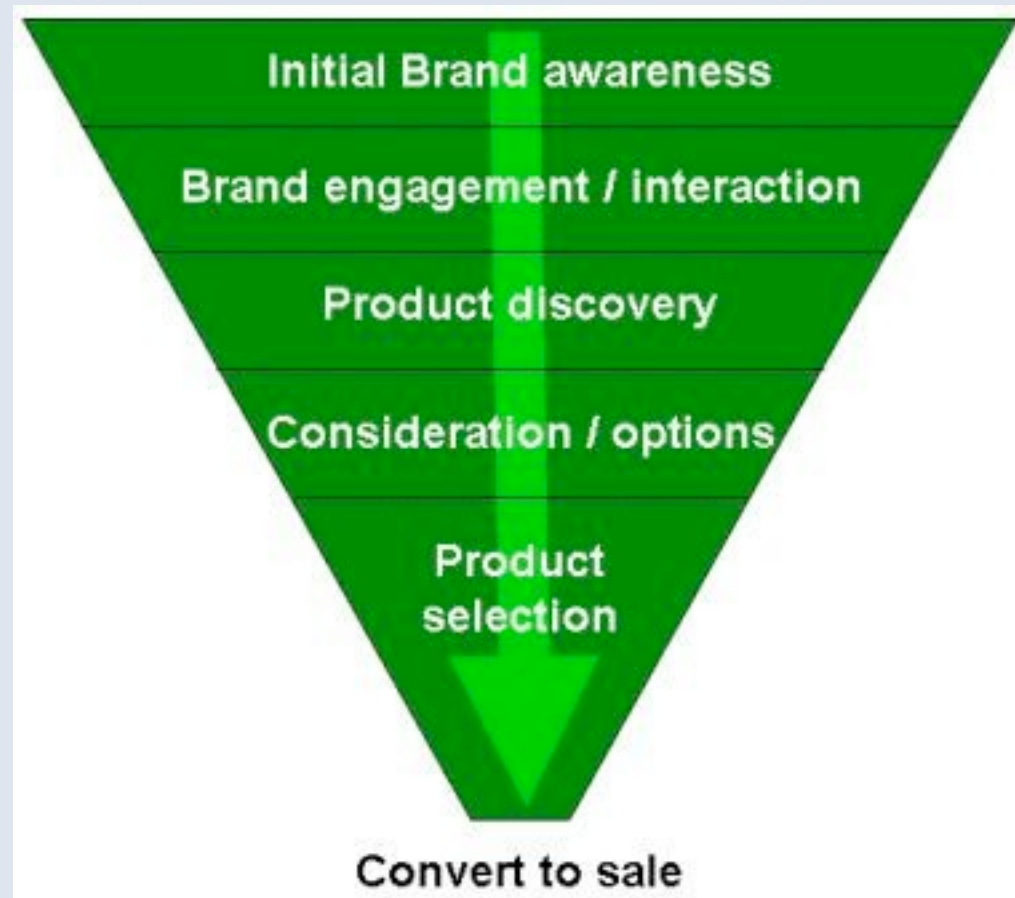 Initial Brand awareness
Brand engagement / interaction
Product discovery
Consideration / options
Product
selection
Convert to sale